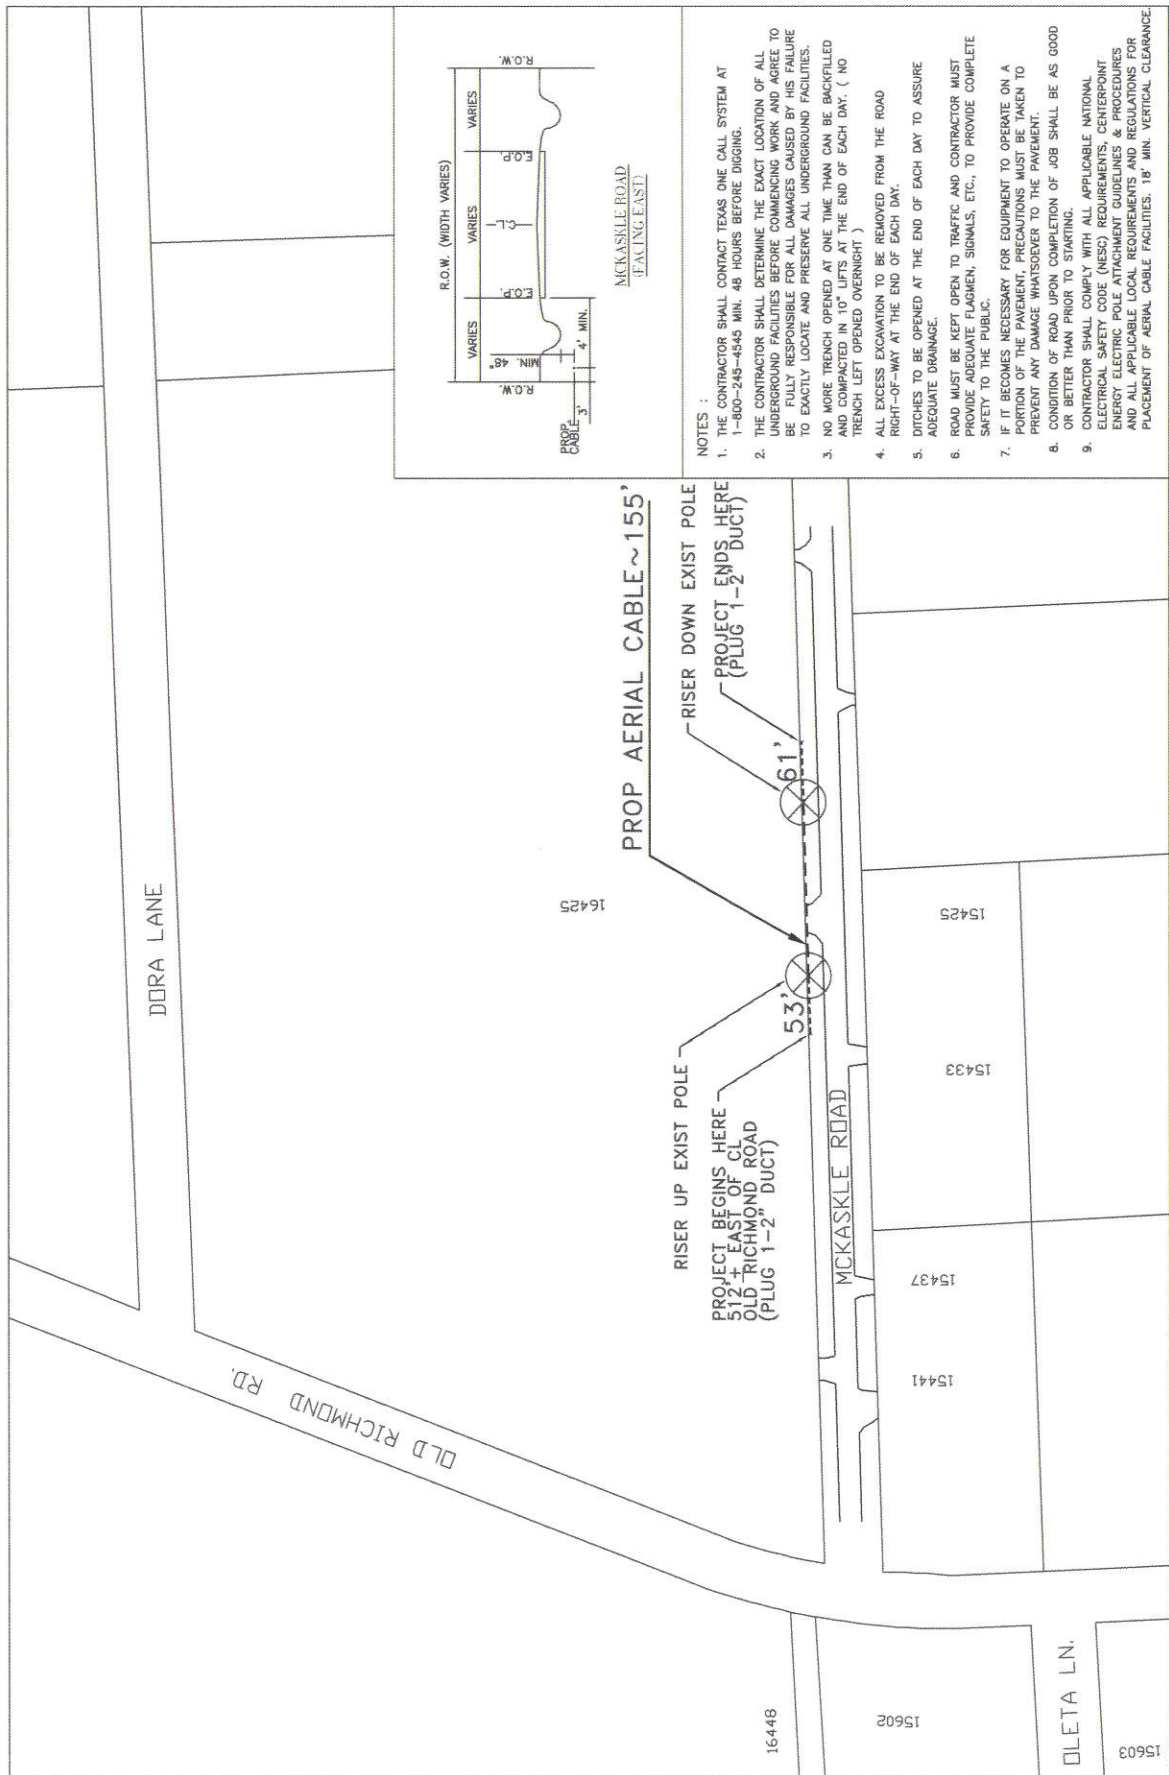 DORA LANE
OLD RICHMOND RD.
16425
PROP AERIAL CABLE~155'
RISER UP EXIST POLE
RISER DOWN EXIST POLE
PROJECT BEGINS HERE
512'± EAST OF CL
OLD RICHMOND ROAD
(PLUG 1-2" DUCT)
PROJECT ENDS HERE
(PLUG 1-2" DUCT)
53'
61'
MCKASKLE ROAD
15441
15437
15433
15425
16448
15602
OLETA LN.
15603
R.O.W. (WIDTH VARIES)
VARIES
VARIES
VARIES
R.O.W.
E.O.P.
C.L.
E.O.P.
R.O.W.
MIN. 48"
PROP.
CABLE
3'
4' MIN.
MCKASKLE ROAD
(FACING EAST)
NOTES :
1. THE CONTRACTOR SHALL CONTACT TEXAS ONE CALL SYSTEM AT
1-800-245-4545 MIN. 48 HOURS BEFORE DIGGING.
2. THE CONTRACTOR SHALL DETERMINE THE EXACT LOCATION OF ALL
UNDERGROUND FACILITIES BEFORE COMMENCING WORK AND AGREE TO
BE FULLY RESPONSIBLE FOR ALL DAMAGES CAUSED BY HIS FAILURE
TO EXACTLY LOCATE AND PRESERVE ALL UNDERGROUND FACILITIES.
3. NO MORE TRENCH OPENED AT ONE TIME THAN CAN BE BACKFILLED
AND COMPACTED IN 10" LIFTS AT THE END OF EACH DAY. ( NO
TRENCH LEFT OPENED OVERNIGHT )
4. ALL EXCESS EXCAVATION TO BE REMOVED FROM THE ROAD
RIGHT-OF-WAY AT THE END OF EACH DAY.
5. DITCHES TO BE OPENED AT THE END OF EACH DAY TO ASSURE
ADEQUATE DRAINAGE.
6. ROAD MUST BE KEPT OPEN TO TRAFFIC AND CONTRACTOR MUST
PROVIDE ADEQUATE FLAGMEN, SIGNALS, ETC., TO PROVIDE COMPLETE
SAFETY TO THE PUBLIC.
7. IF IT BECOMES NECESSARY FOR EQUIPMENT TO OPERATE ON A
PORTION OF THE PAVEMENT, PRECAUTIONS MUST BE TAKEN TO
PREVENT ANY DAMAGE WHATSOEVER TO THE PAVEMENT.
8. CONDITION OF ROAD UPON COMPLETION OF JOB SHALL BE AS GOOD
OR BETTER THAN PRIOR TO STARTING.
9. CONTRACTOR SHALL COMPLY WITH ALL APPLICABLE NATIONAL
ELECTRICAL SAFETY CODE (NESC) REQUIREMENTS, CENTERPOINT
ENERGY ELECTRIC POLE ATTACHMENT GUIDELINES & PROCEDURES
AND ALL APPLICABLE LOCAL REQUIREMENTS AND REGULATIONS FOR
PLACEMENT OF AERIAL CABLE FACILITIES. 18' MIN. VERTICAL CLEARANCE.